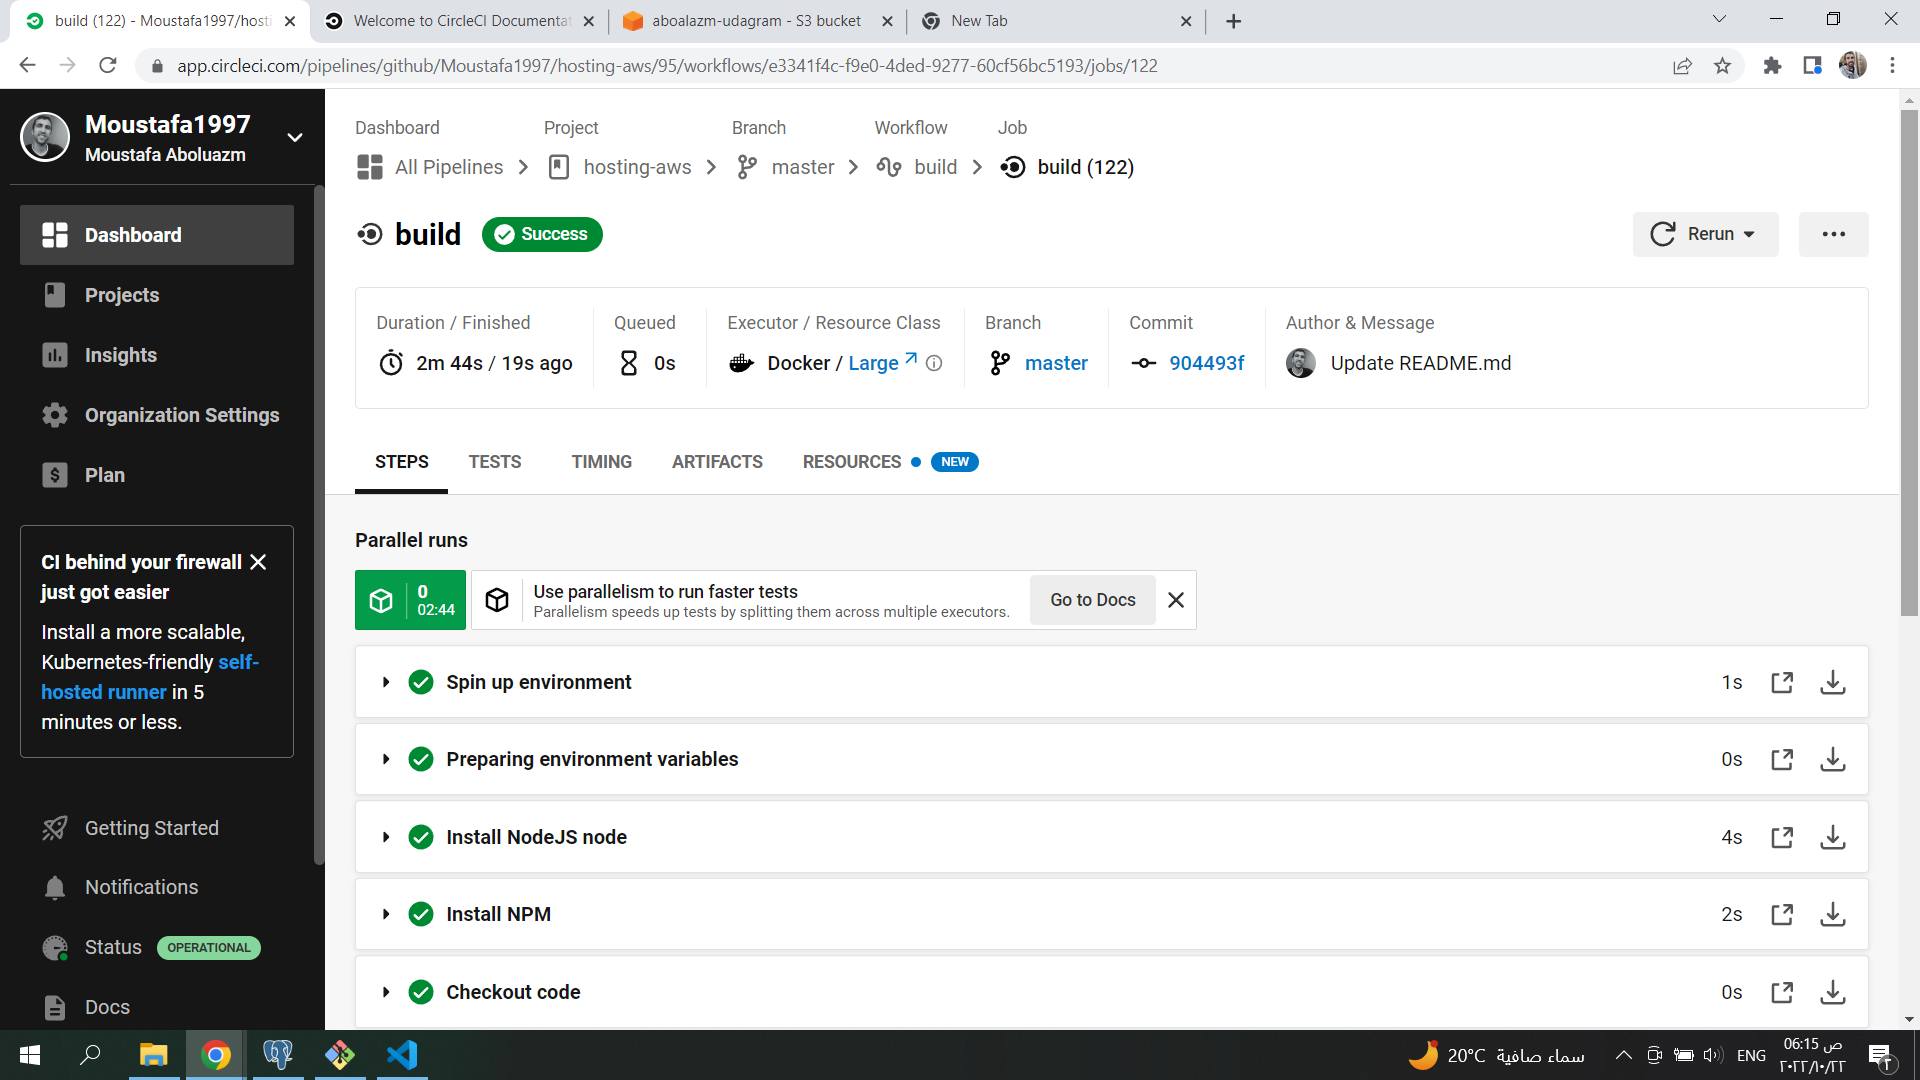 build (122) - Moustafa1997/hosti
Welcome to CircleCI Documentat
aboalazm-udagram - S3 bucket
New Tab
app.circleci.com/pipelines/github/Moustafa1997/hosting-aws/95/workflows/e3341f4c-f9e0-4ded-9277-60cf56bc5193/jobs/122
Moustafa1997
Moustafa Aboluazm
Dashboard
Projects
Insights
Organization Settings
Plan
CI behind your firewall
just got easier
Install a more scalable,
Kubernetes-friendly self-
hosted runner in 5
minutes or less.
Getting Started
Notifications
Status OPERATIONAL
Docs
Dashboard Project Branch Workflow Job
All Pipelines hosting-aws master build build (122)
build Success
Rerun
Duration / Finished
2m 44s / 19s ago
Queued
0s
Executor / Resource Class
Docker / Large
Branch
master
Commit
904493f
Author & Message
Update README.md
STEPS TESTS TIMING ARTIFACTS RESOURCES NEW
Parallel runs
0
02:44
Use parallelism to run faster tests
Parallelism speeds up tests by splitting them across multiple executors.
Go to Docs
Spin up environment 1s
Preparing environment variables 0s
Install NodeJS node 4s
Install NPM 2s
Checkout code 0s
20°C سماء صافية
ENG
06:15 ص
٢٠٢٢/١٠/٢٢
٢